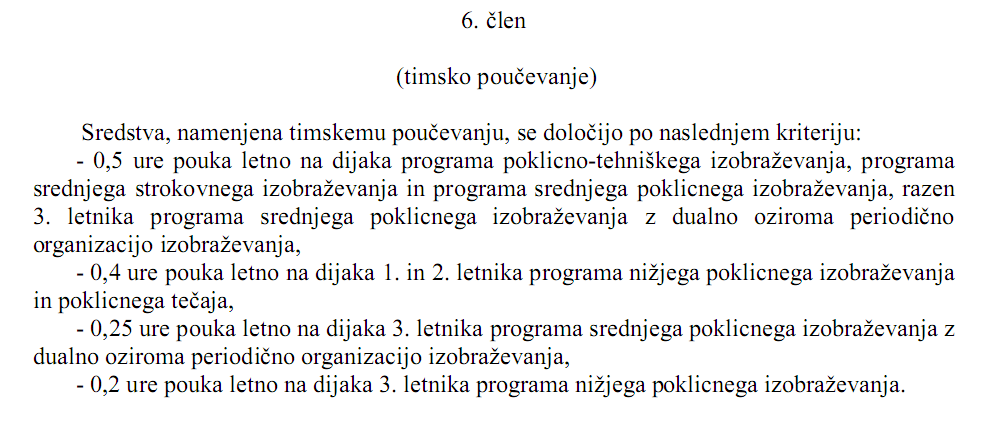 6. člen
(timsko poučevanje)
Sredstva, namenjena timskemu poučevanju, se določijo po naslednjem kriteriju:
- 0,5 ure pouka letno na dijaka programa poklicno-tehniškega izobraževanja, programa
srednjega strokovnega izobraževanja in programa srednjega poklicnega izobraževanja, razen
3. letnika programa srednjega poklicnega izobraževanja z dualno oziroma periodično
organizacijo izobraževanja,
- 0,4 ure pouka letno na dijaka 1. in 2. letnika programa nižjega poklicnega izobraževanja
in poklicnega tečaja,
- 0,25 ure pouka letno na dijaka 3. letnika programa srednjega poklicnega izobraževanja z
dualno oziroma periodično organizacijo izobraževanja,
- 0,2 ure pouka letno na dijaka 3. letnika programa nižjega poklicnega izobraževanja.